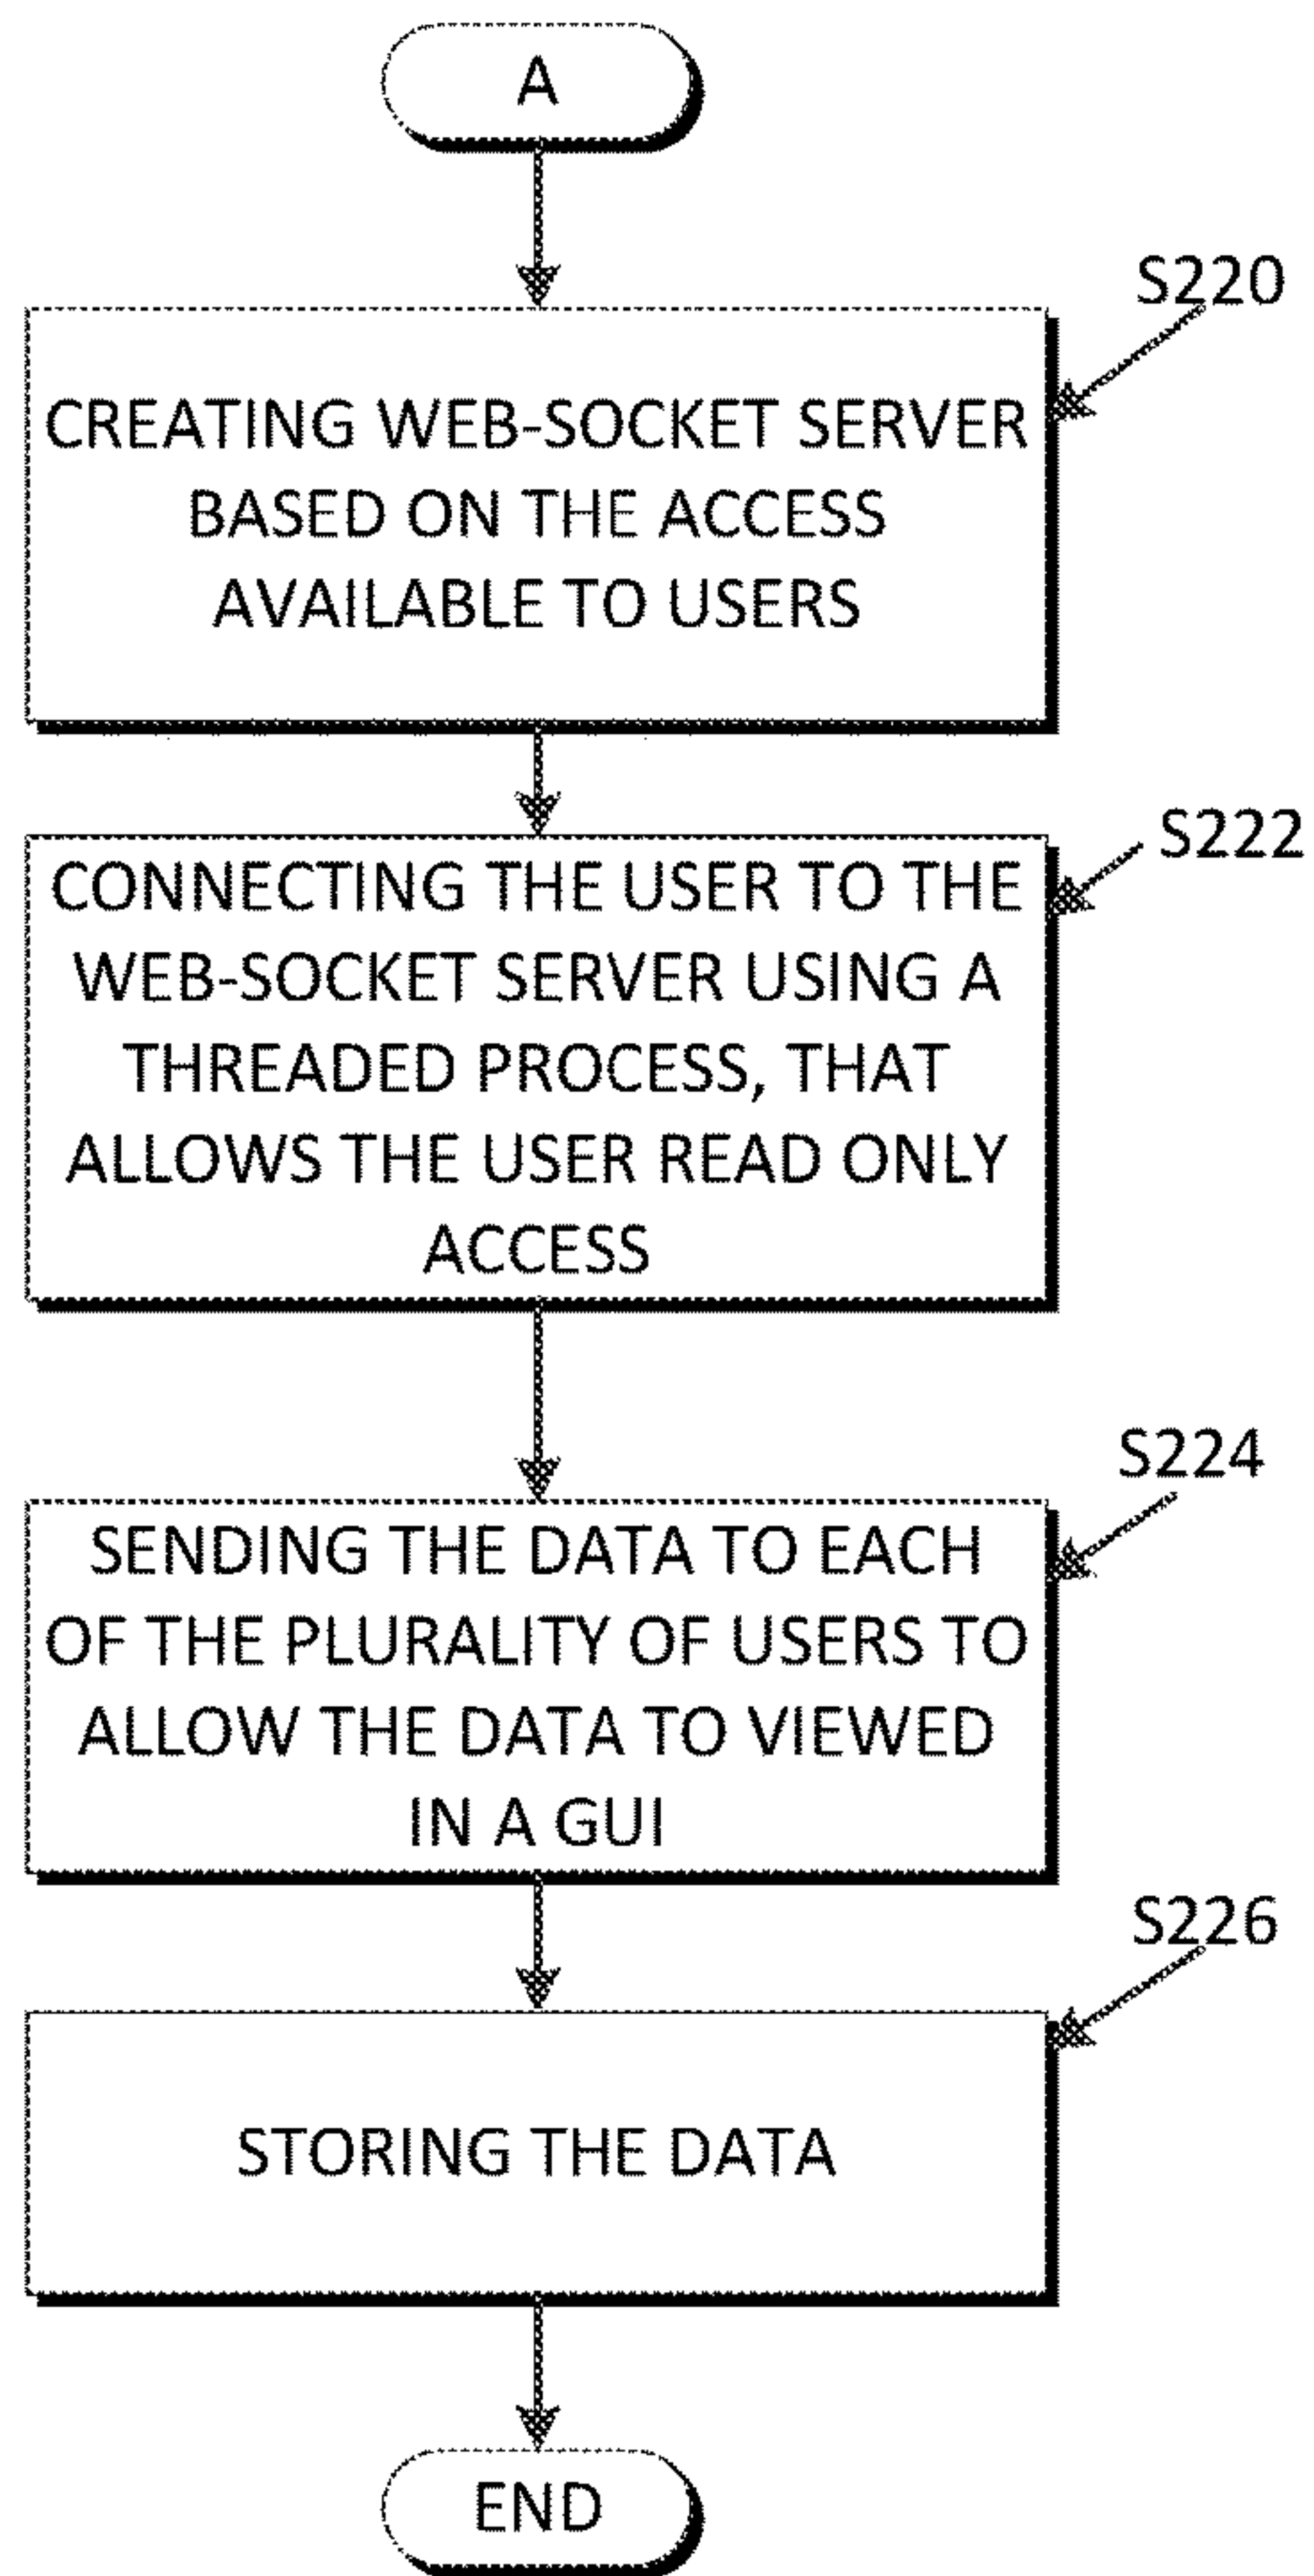 A
S220
CREATING WEB-SOCKET SERVER
BASED ON THE ACCESS
AVAILABLE TO USERS
S222
CONNECTING THE USER TO THE
WEB-SOCKET SERVER USING A
THREADED PROCESS, THAT
ALLOWS THE USER READ ONLY
ACCESS
S224
SENDING THE DATA TO EACH
OF THE PLURALITY OF USERS TO
ALLOW THE DATA TO VIEWED
IN A GUI
S226
STORING THE DATA
END